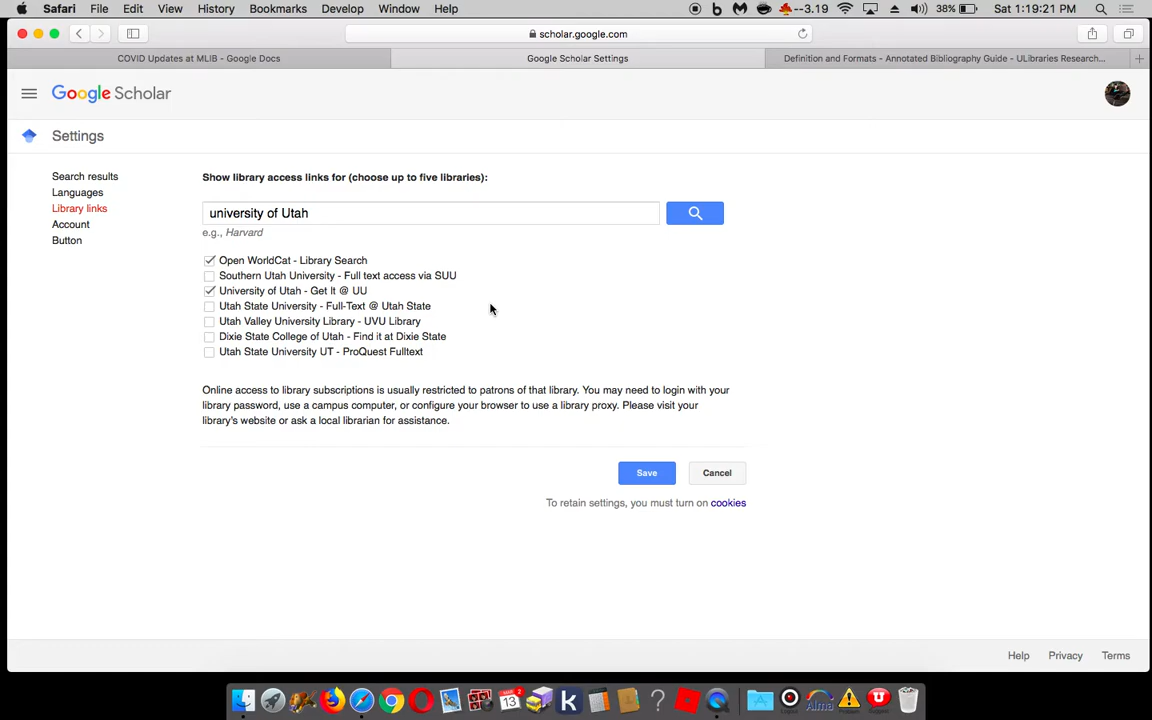 Safari File Edit View History Bookmarks Develop Window Help --3.19 38% Sat 1:19:21 PM
scholar.google.com
COVID Updates at MLIB - Google Docs
Google Scholar Settings
Definition and Formats - Annotated Bibliography Guide - ULibraries Research...
Google Scholar
Settings
Search results
Languages
Library links
Account
Button
Show library access links for (choose up to five libraries):
university of Utah
e.g., Harvard
Open WorldCat - Library Search
Southern Utah University - Full text access via SUU
University of Utah - Get It @ UU
Utah State University - Full-Text @ Utah State
Utah Valley University Library - UVU Library
Dixie State College of Utah - Find it at Dixie State
Utah State University UT - ProQuest Fulltext
Online access to library subscriptions is usually restricted to patrons of that library. You may need to login with your
library password, use a campus computer, or configure your browser to use a library proxy. Please visit your
library's website or ask a local librarian for assistance.
Save Cancel
To retain settings, you must turn on cookies
Help Privacy Terms
13
Alma